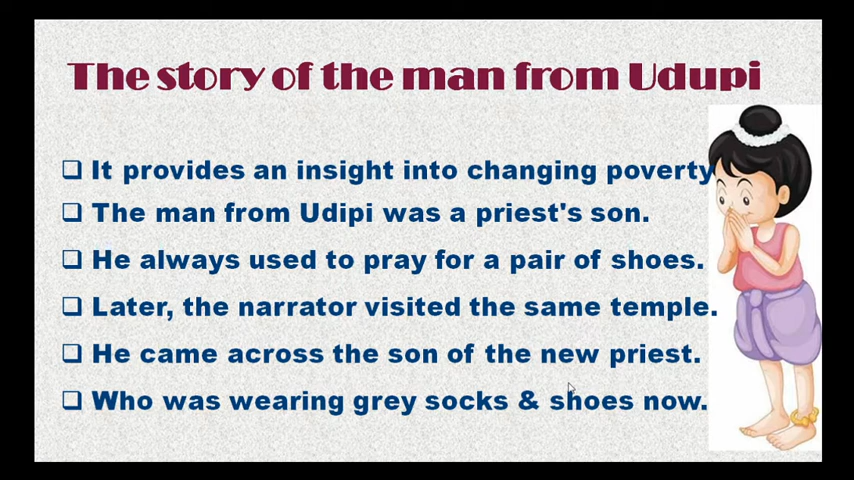 The story of the man from Udupi
It provides an insight into changing poverty
The man from Udipi was a priest's son.
He always used to pray for a pair of shoes.
Later, the narrator visited the same temple.
He came across the son of the new priest.
Who was wearing grey socks & shoes now.